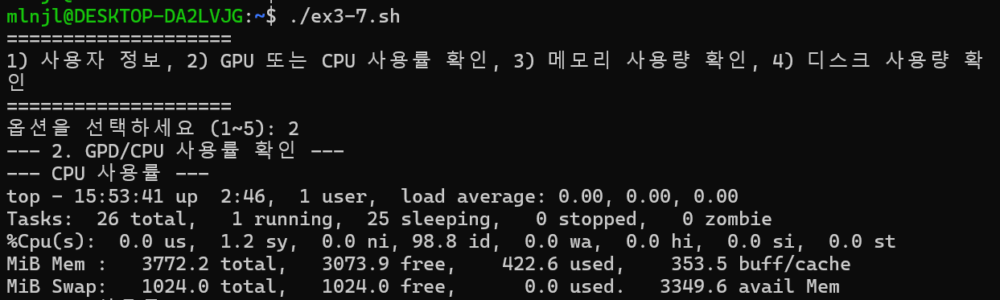 mlnjl@DESKTOP-DA2LVJG:~$ ./ex3-7.sh
====================
1) 사용자 정보, 2) GPU 또는 CPU 사용률 확인, 3) 메모리 사용량 확인, 4) 디스크 사용량 확
인
====================
옵션을 선택하세요 (1~5): 2
--- 2. GPD/CPU 사용률 확인 ---
--- CPU 사용률 ---
top - 15:53:41 up  2:46,  1 user,  load average: 0.00, 0.00, 0.00
Tasks:  26 total,   1 running,  25 sleeping,   0 stopped,   0 zombie
%Cpu(s):  0.0 us,  1.2 sy,  0.0 ni, 98.8 id,  0.0 wa,  0.0 hi,  0.0 si,  0.0 st
MiB Mem :   3772.2 total,   3073.9 free,    422.6 used,    353.5 buff/cache
MiB Swap:   1024.0 total,   1024.0 free,      0.0 used.   3349.6 avail Mem